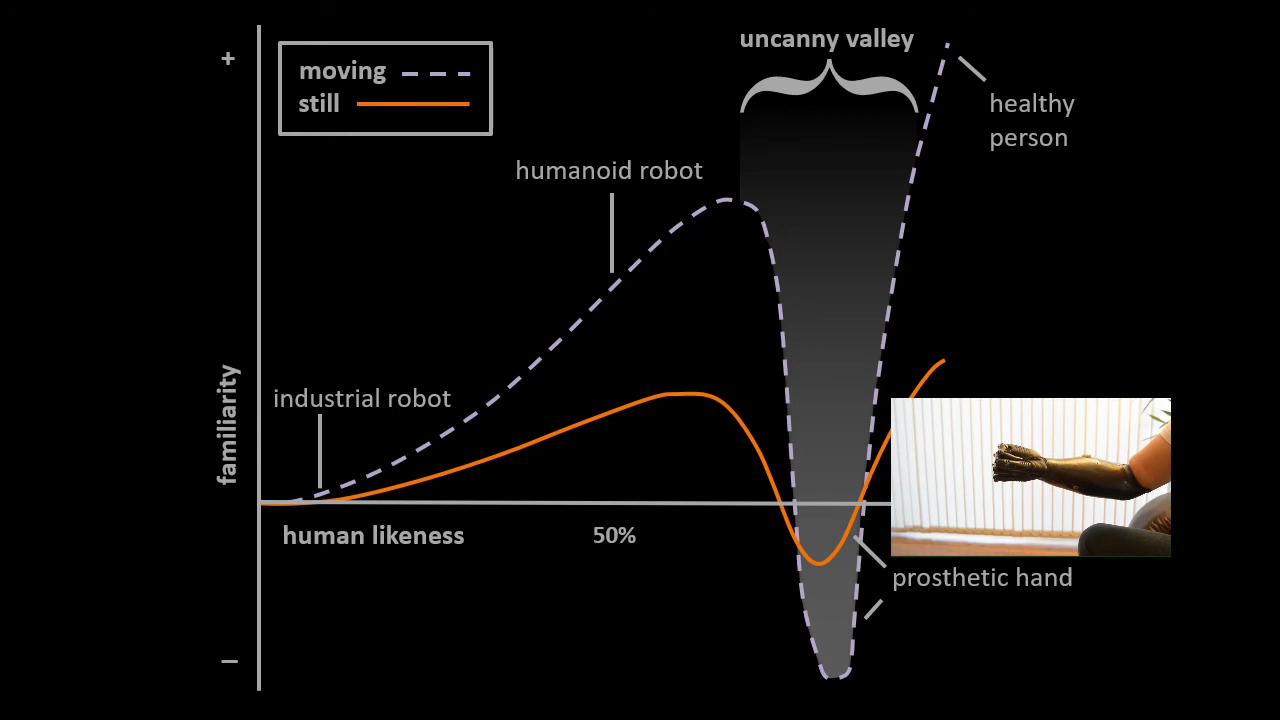 uncanny valley
+
moving
still
healthy
person
humanoid robot
industrial robot
familiarity
human likeness
50%
prosthetic hand
–